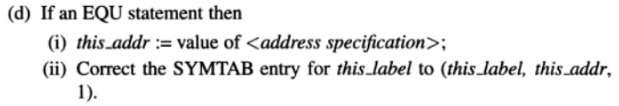 (d) If an EQU statement then
(i) this_addr := value of <address specification>;
(ii) Correct the SYMTAB entry for this_label to (this_label, this_addr,
1).